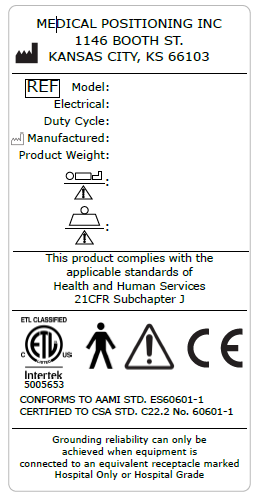 MEDICAL POSITIONING INC
1146 BOOTH ST.
KANSAS CITY, KS 66103
REF Model:
Electrical:
Duty Cycle:
Manufactured:
Product Weight:
:
:
This product complies with the
applicable standards of
Health and Human Services
21CFR Subchapter J
ETL CLASSIFIED
C ETL US
LISTED
Intertek
5005653
CE
CONFORMS TO AAMI STD. ES60601-1
CERTIFIED TO CSA STD. C22.2 No. 60601-1
Grounding reliability can only be
achieved when equipment is
connected to an equivalent receptacle marked
Hospital Only or Hospital Grade